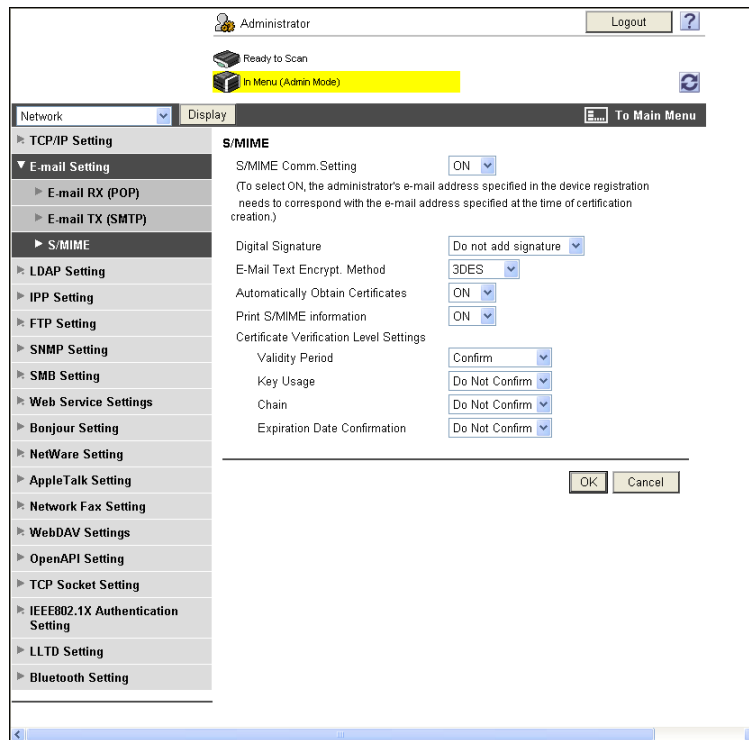 Administrator
Logout
?
Ready to Scan
In Menu (Admin Mode)
Network
Display
To Main Menu
TCP/IP Setting
E-mail Setting
E-mail RX (POP)
E-mail TX (SMTP)
S/MIME
LDAP Setting
IPP Setting
FTP Setting
SNMP Setting
SMB Setting
Web Service Settings
Bonjour Setting
NetWare Setting
AppleTalk Setting
Network Fax Setting
WebDAV Settings
OpenAPI Setting
TCP Socket Setting
IEEE802.1X Authentication
Setting
LLTD Setting
Bluetooth Setting
S/MIME
S/MIME Comm.Setting ON
(To select ON, the administrator's e-mail address specified in the device registration
needs to correspond with the e-mail address specified at the time of certification
creation.)
Digital Signature Do not add signature
E-Mail Text Encrypt. Method 3DES
Automatically Obtain Certificates ON
Print S/MIME information ON
Certificate Verification Level Settings
Validity Period Confirm
Key Usage Do Not Confirm
Chain Do Not Confirm
Expiration Date Confirmation Do Not Confirm
OK Cancel